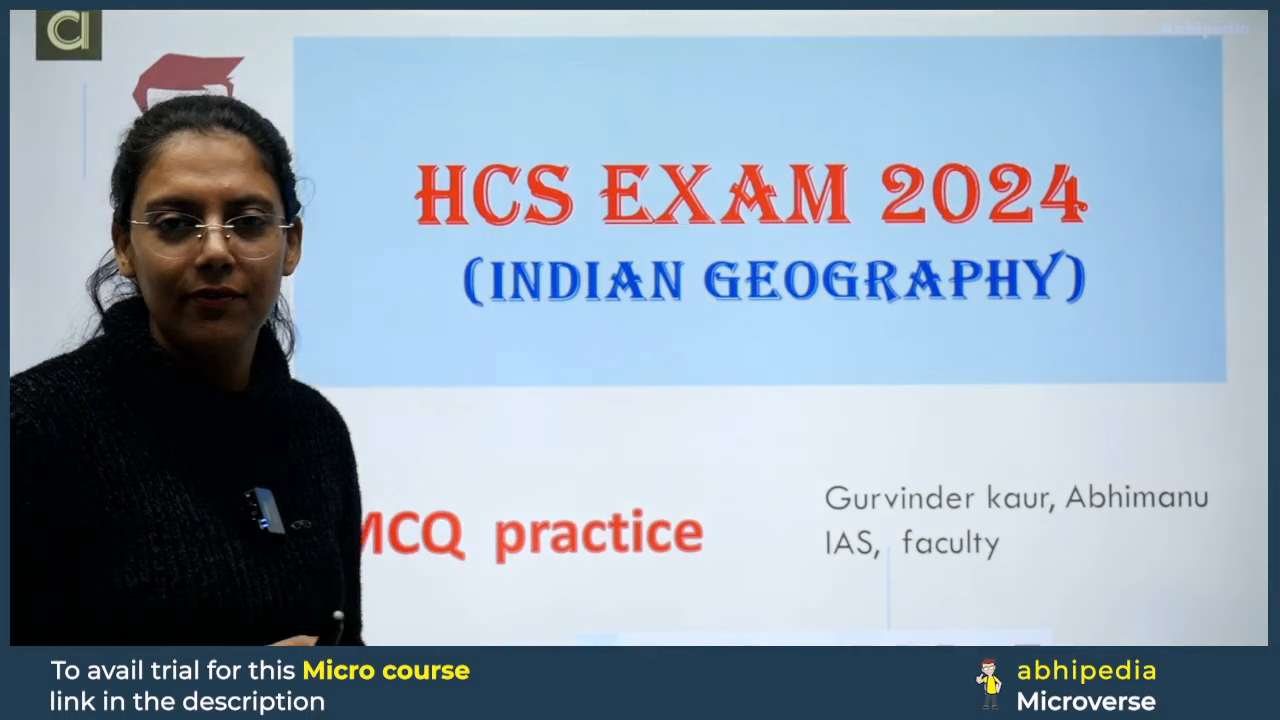 Abhipedia
HCS EXAM 2024
(INDIAN GEOGRAPHY)
MCQ practice
Gurvinder kaur, Abhimanu
IAS, faculty
To avail trial for this Micro course
link in the description
abhipedia
Microverse